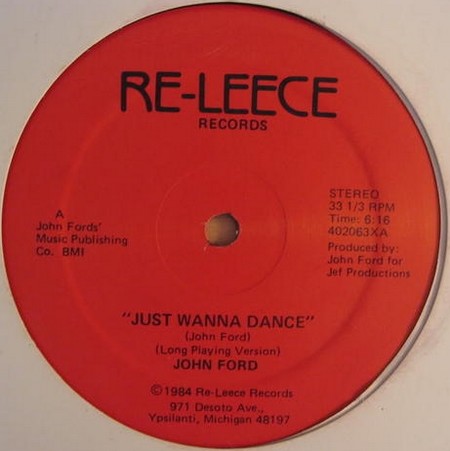 RE-LEECE
RECORDS
A
John Fords'
Music Publishing
Co. BMI
STEREO
33 1/3 RPM
Time: 6:16
402063XA
Produced by:
John Ford for
Jef Productions
"JUST WANNA DANCE"
(John Ford)
(Long Playing Version)
JOHN FORD
©1984 Re-Leece Records
971 Desoto Ave.,
Ypsilanti, Michigan 48197